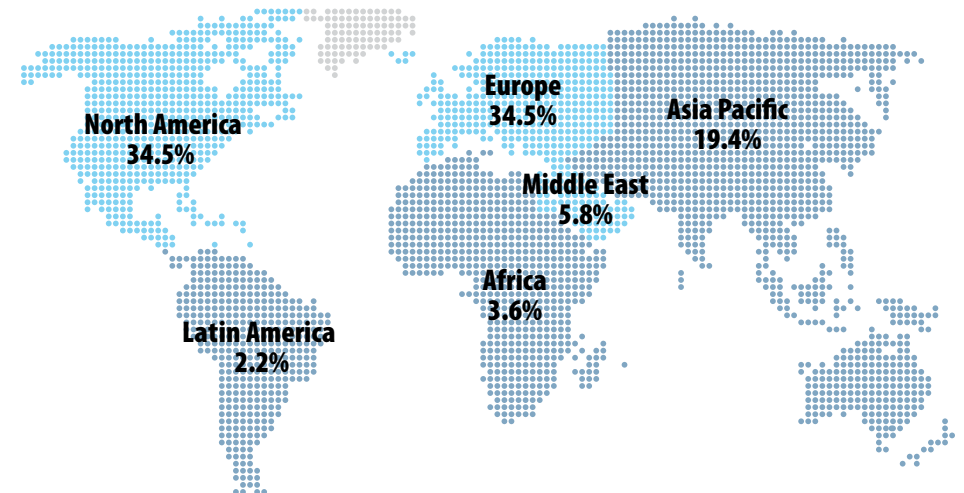 North America
34.5%
Europe
34.5%
Asia Pacific
19.4%
Middle East
5.8%
Africa
3.6%
Latin America
2.2%